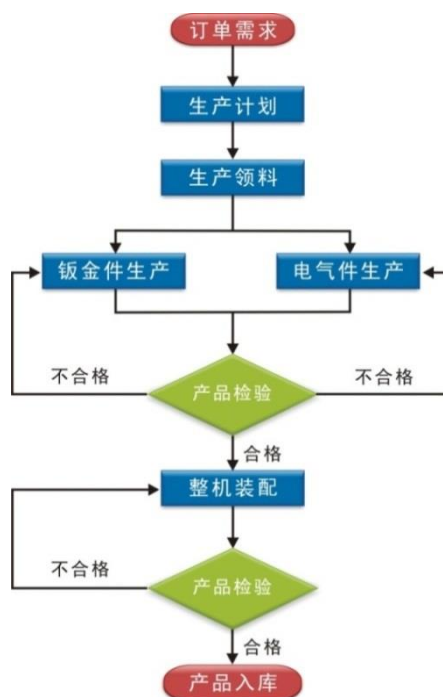 订单需求
生产计划
生产领料
钣金件生产
电气件生产
不合格
产品检验
不合格
合格
整机装配
不合格
产品检验
合格
产品入库